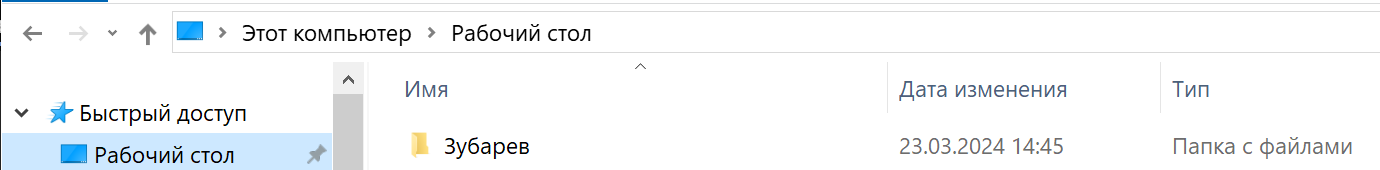 Этот компьютер Рабочий стол
Имя Дата изменения Тип
Быстрый доступ
Рабочий стол
Зубарев 23.03.2024 14:45 Папка с файлами